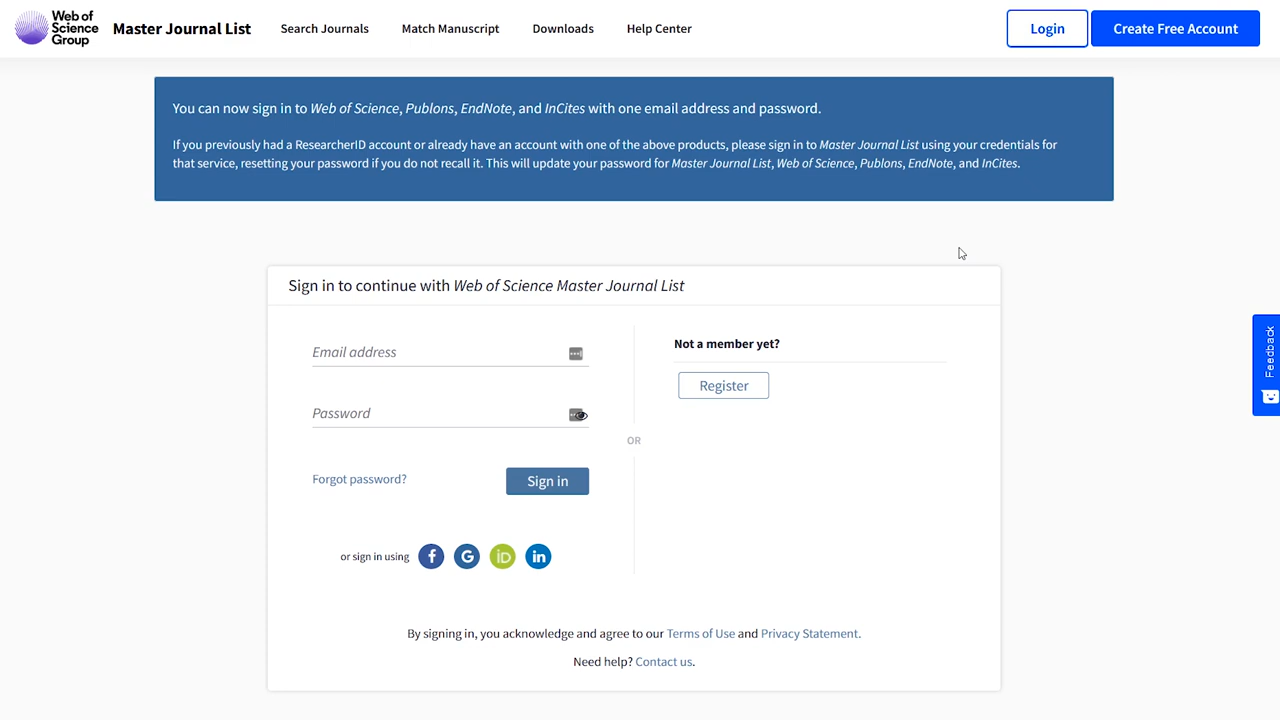 Web of
Science
Group
Master Journal List
Search Journals
Match Manuscript
Downloads
Help Center
Login
Create Free Account
You can now sign in to Web of Science, Publons, EndNote, and InCites with one email address and password.
If you previously had a ResearcherID account or already have an account with one of the above products, please sign in to Master Journal List using your credentials for
that service, resetting your password if you do not recall it. This will update your password for Master Journal List, Web of Science, Publons, EndNote, and InCites.
Sign in to continue with Web of Science Master Journal List
Email address
Password
Forgot password?
Sign in
or sign in using
f
G
iD
in
OR
Not a member yet?
Register
By signing in, you acknowledge and agree to our Terms of Use and Privacy Statement.
Need help? Contact us.
Feedback